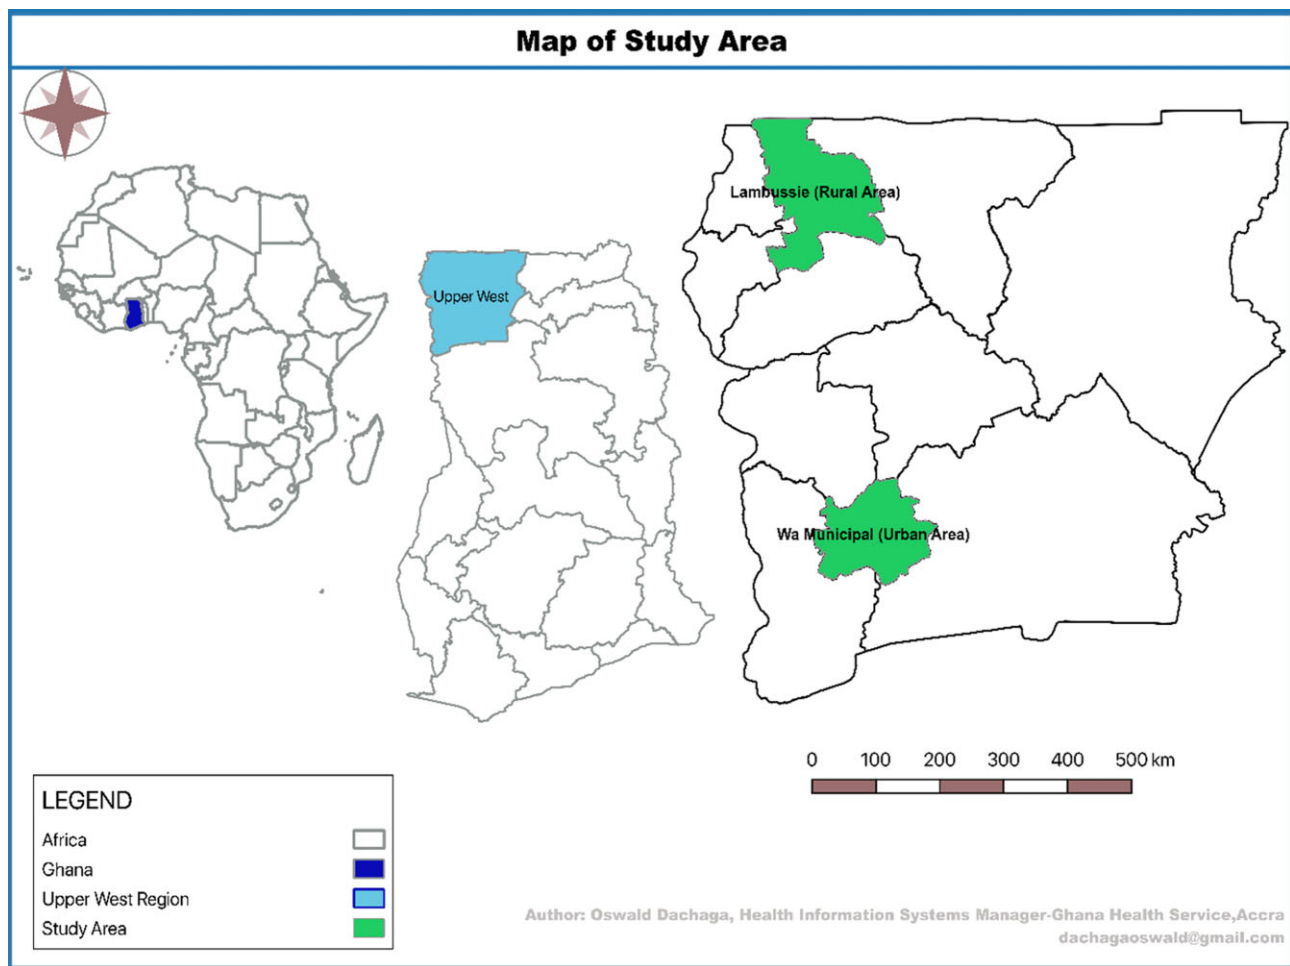 Map of Study Area
Lambussie (Rural Area)
Upper West
Wa Municipal (Urban Area)
0 100 200 300 400 500 km
LEGEND
Africa
Ghana
Upper West Region
Study Area
Author: Oswald Dachaga, Health Information Systems Manager-Ghana Health Service,Accra
dachagaoswald@gmail.com